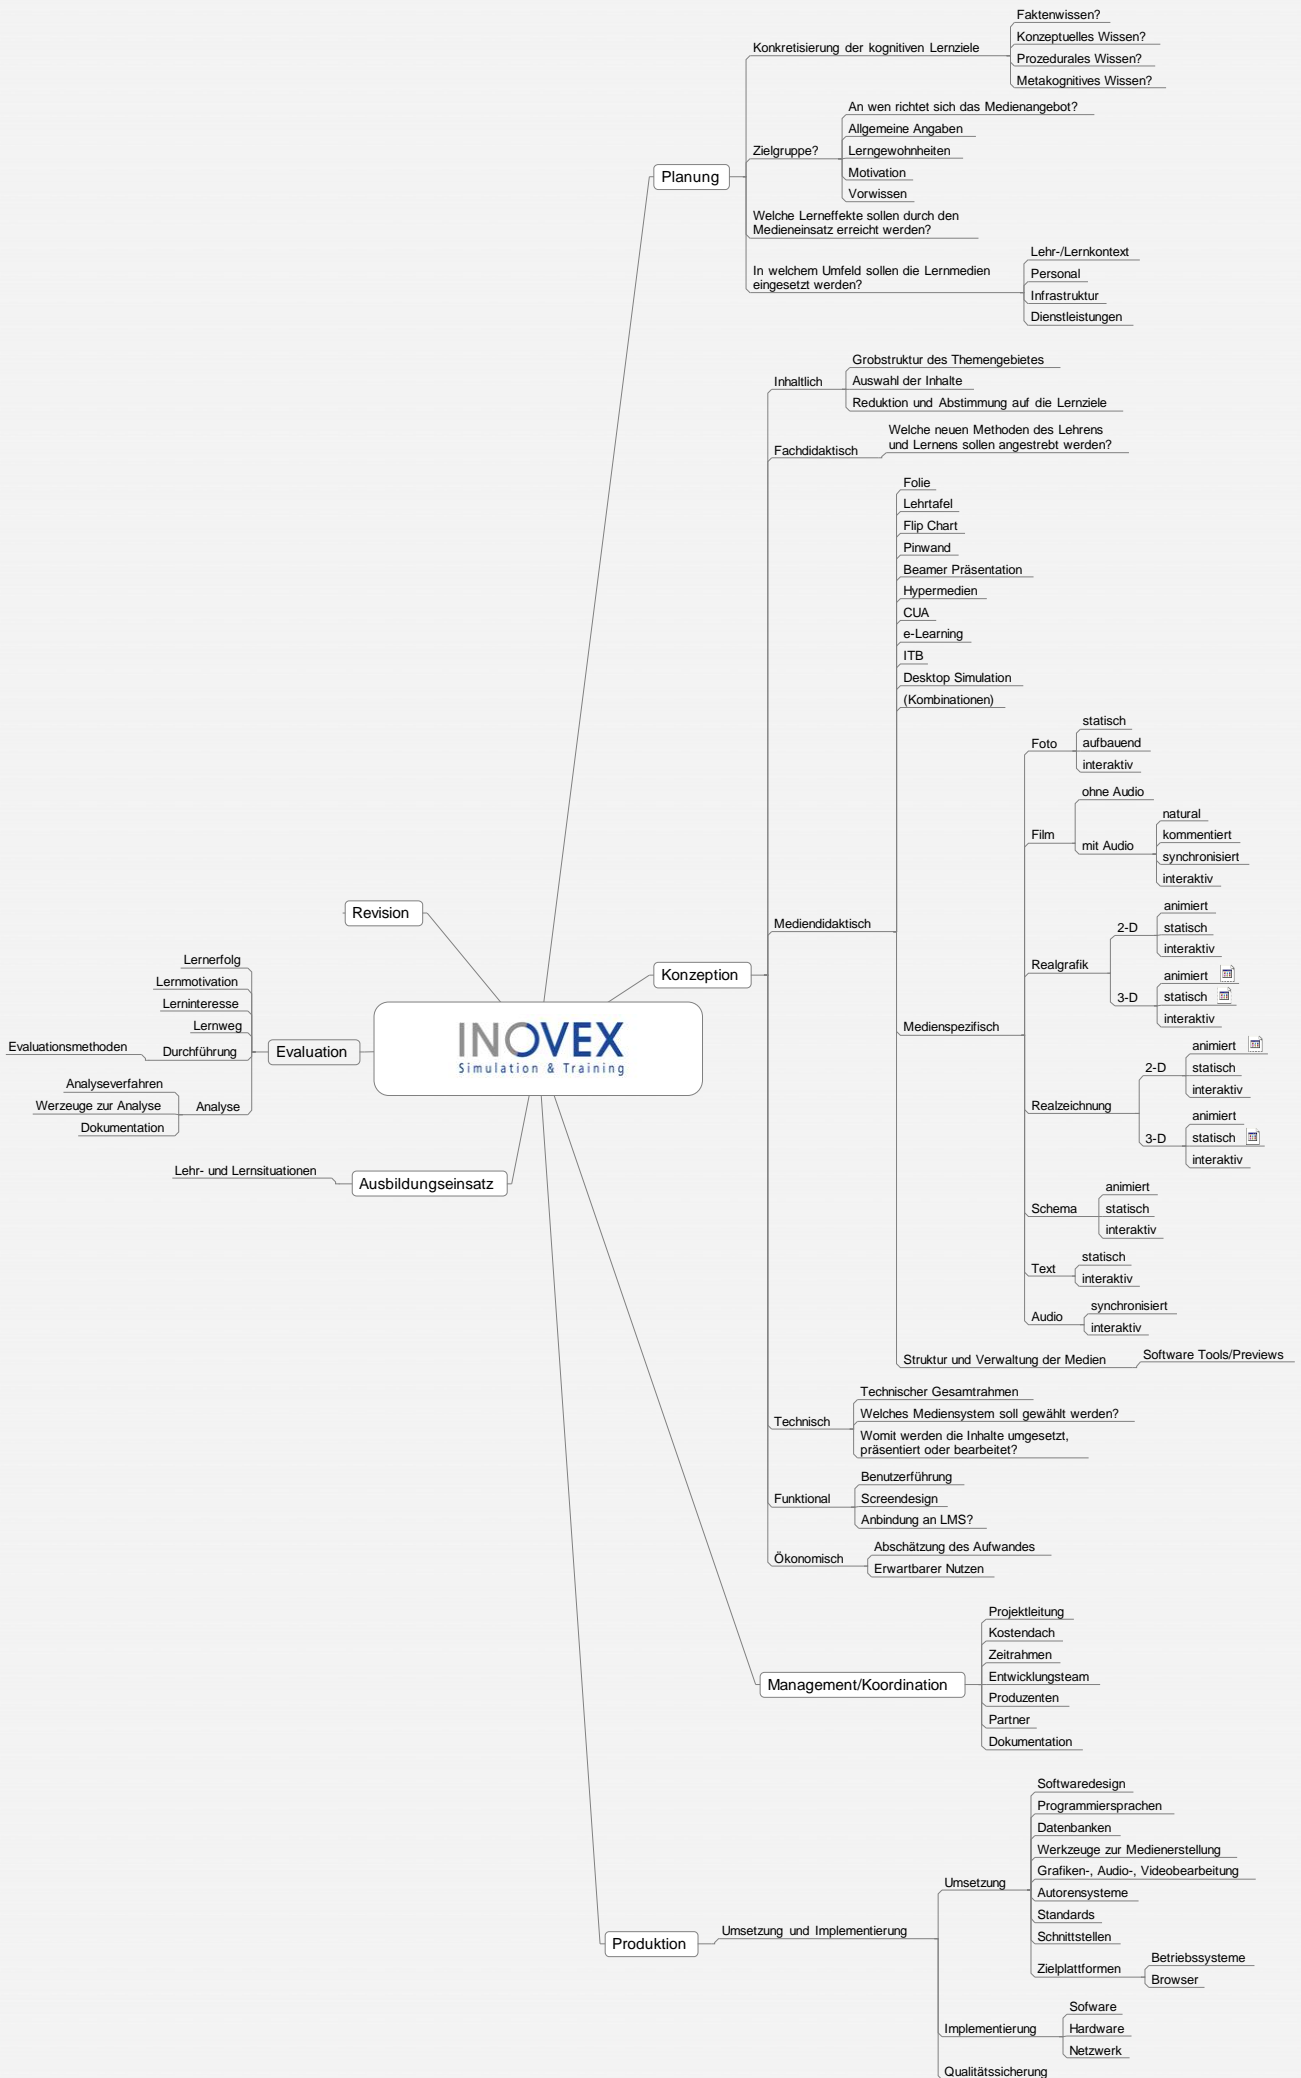 Planung
Konkretisierung der kognitiven Lernziele
Faktenwissen?
Konzeptuelles Wissen?
Prozedurales Wissen?
Metakognitives Wissen?
Zielgruppe?
An wen richtet sich das Medienangebot?
Allgemeine Angaben
Lerngewohnheiten
Motivation
Vorwissen
Welche Lerneffekte sollen durch den
Medieneinsatz erreicht werden?
In welchem Umfeld sollen die Lernmedien
eingesetzt werden?
Lehr-/Lernkontext
Personal
Infrastruktur
Dienstleistungen
Konzeption
Inhaltlich
Grobstruktur des Themengebietes
Auswahl der Inhalte
Reduktion und Abstimmung auf die Lernziele
Fachdidaktisch
Welche neuen Methoden des Lehrens
und Lernens sollen angestrebt werden?
Mediendidaktisch
Folie
Lehrtafel
Flip Chart
Pinwand
Beamer Präsentation
Hypermedien
CUA
e-Learning
ITB
Desktop Simulation
(Kombinationen)
Medienspezifisch
Foto
statisch
aufbauend
interaktiv
Film
ohne Audio
mit Audio
natural
kommentiert
synchronisiert
interaktiv
Realgrafik
2-D
animiert
statisch
interaktiv
3-D
animiert
statisch
interaktiv
Realzeichnung
2-D
animiert
statisch
interaktiv
3-D
animiert
statisch
interaktiv
Schema
animiert
statisch
interaktiv
Text
statisch
interaktiv
Audio
synchronisiert
interaktiv
Struktur und Verwaltung der Medien
Software Tools/Previews
Technisch
Technischer Gesamtrahmen
Welches Mediensystem soll gewählt werden?
Womit werden die Inhalte umgesetzt,
präsentiert oder bearbeitet?
Funktional
Benutzerführung
Screendesign
Anbindung an LMS?
Ökonomisch
Abschätzung des Aufwandes
Erwartbarer Nutzen
Management/Koordination
Projektleitung
Kostendach
Zeitrahmen
Entwicklungsteam
Produzenten
Partner
Dokumentation
Produktion
Umsetzung und Implementierung
Umsetzung
Softwaredesign
Programmiersprachen
Datenbanken
Werkzeuge zur Medienerstellung
Grafiken-, Audio-, Videobearbeitung
Autorensysteme
Standards
Schnittstellen
Zielplattformen
Betriebssysteme
Browser
Implementierung
Sofware
Hardware
Netzwerk
Qualitätssicherung
INOVEX
Simulation & Training
Revision
Evaluation
Lernerfolg
Lernmotivation
Lerninteresse
Lernweg
Durchführung
Evaluationsmethoden
Analyse
Analyseverfahren
Werzeuge zur Analyse
Dokumentation
Ausbildungseinsatz
Lehr- und Lernsituationen